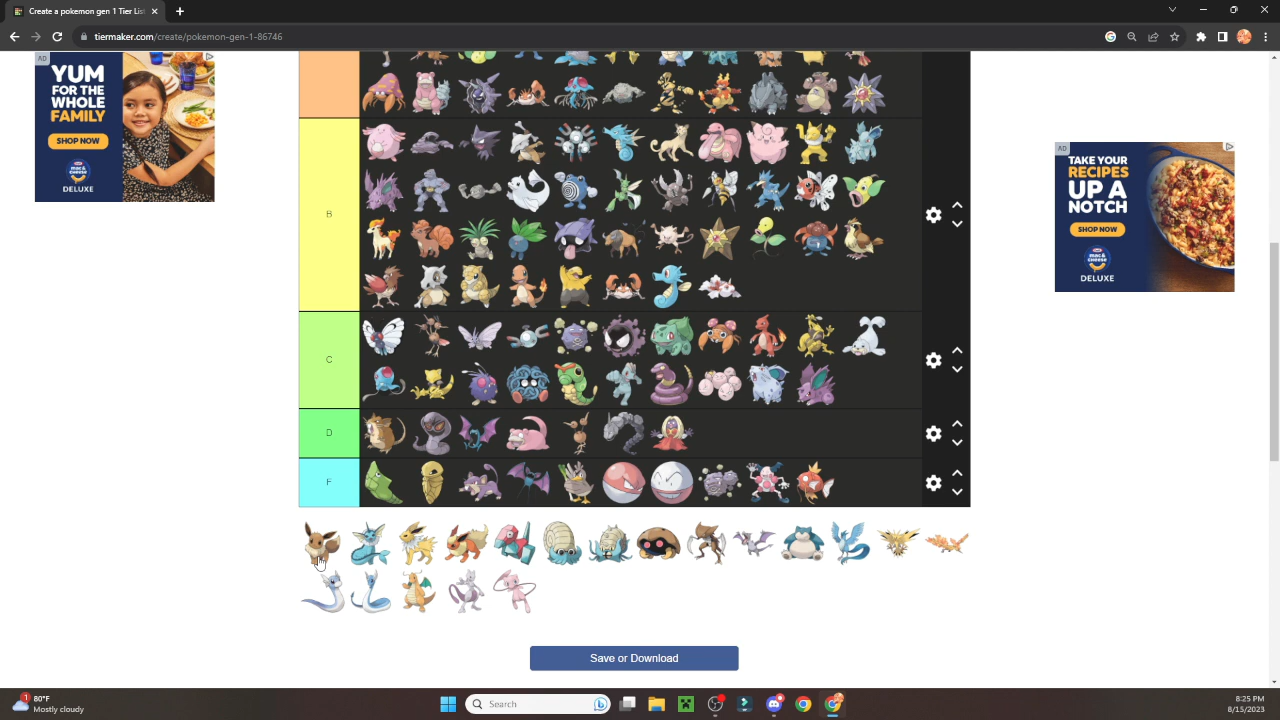 Create a pokemon gen 1 Tier List
tiermaker.com/create/pokemon-gen-1-86746
AD
YUM
FOR THE
WHOLE
FAMILY
SHOP NOW
DELUXE
B
C
D
F
AD
TAKE YOUR
RECIPES
UP A
NOTCH
SHOP NOW
DELUXE
Save or Download
1
80°F
Mostly cloudy
Search
8:25 PM
8/15/2023